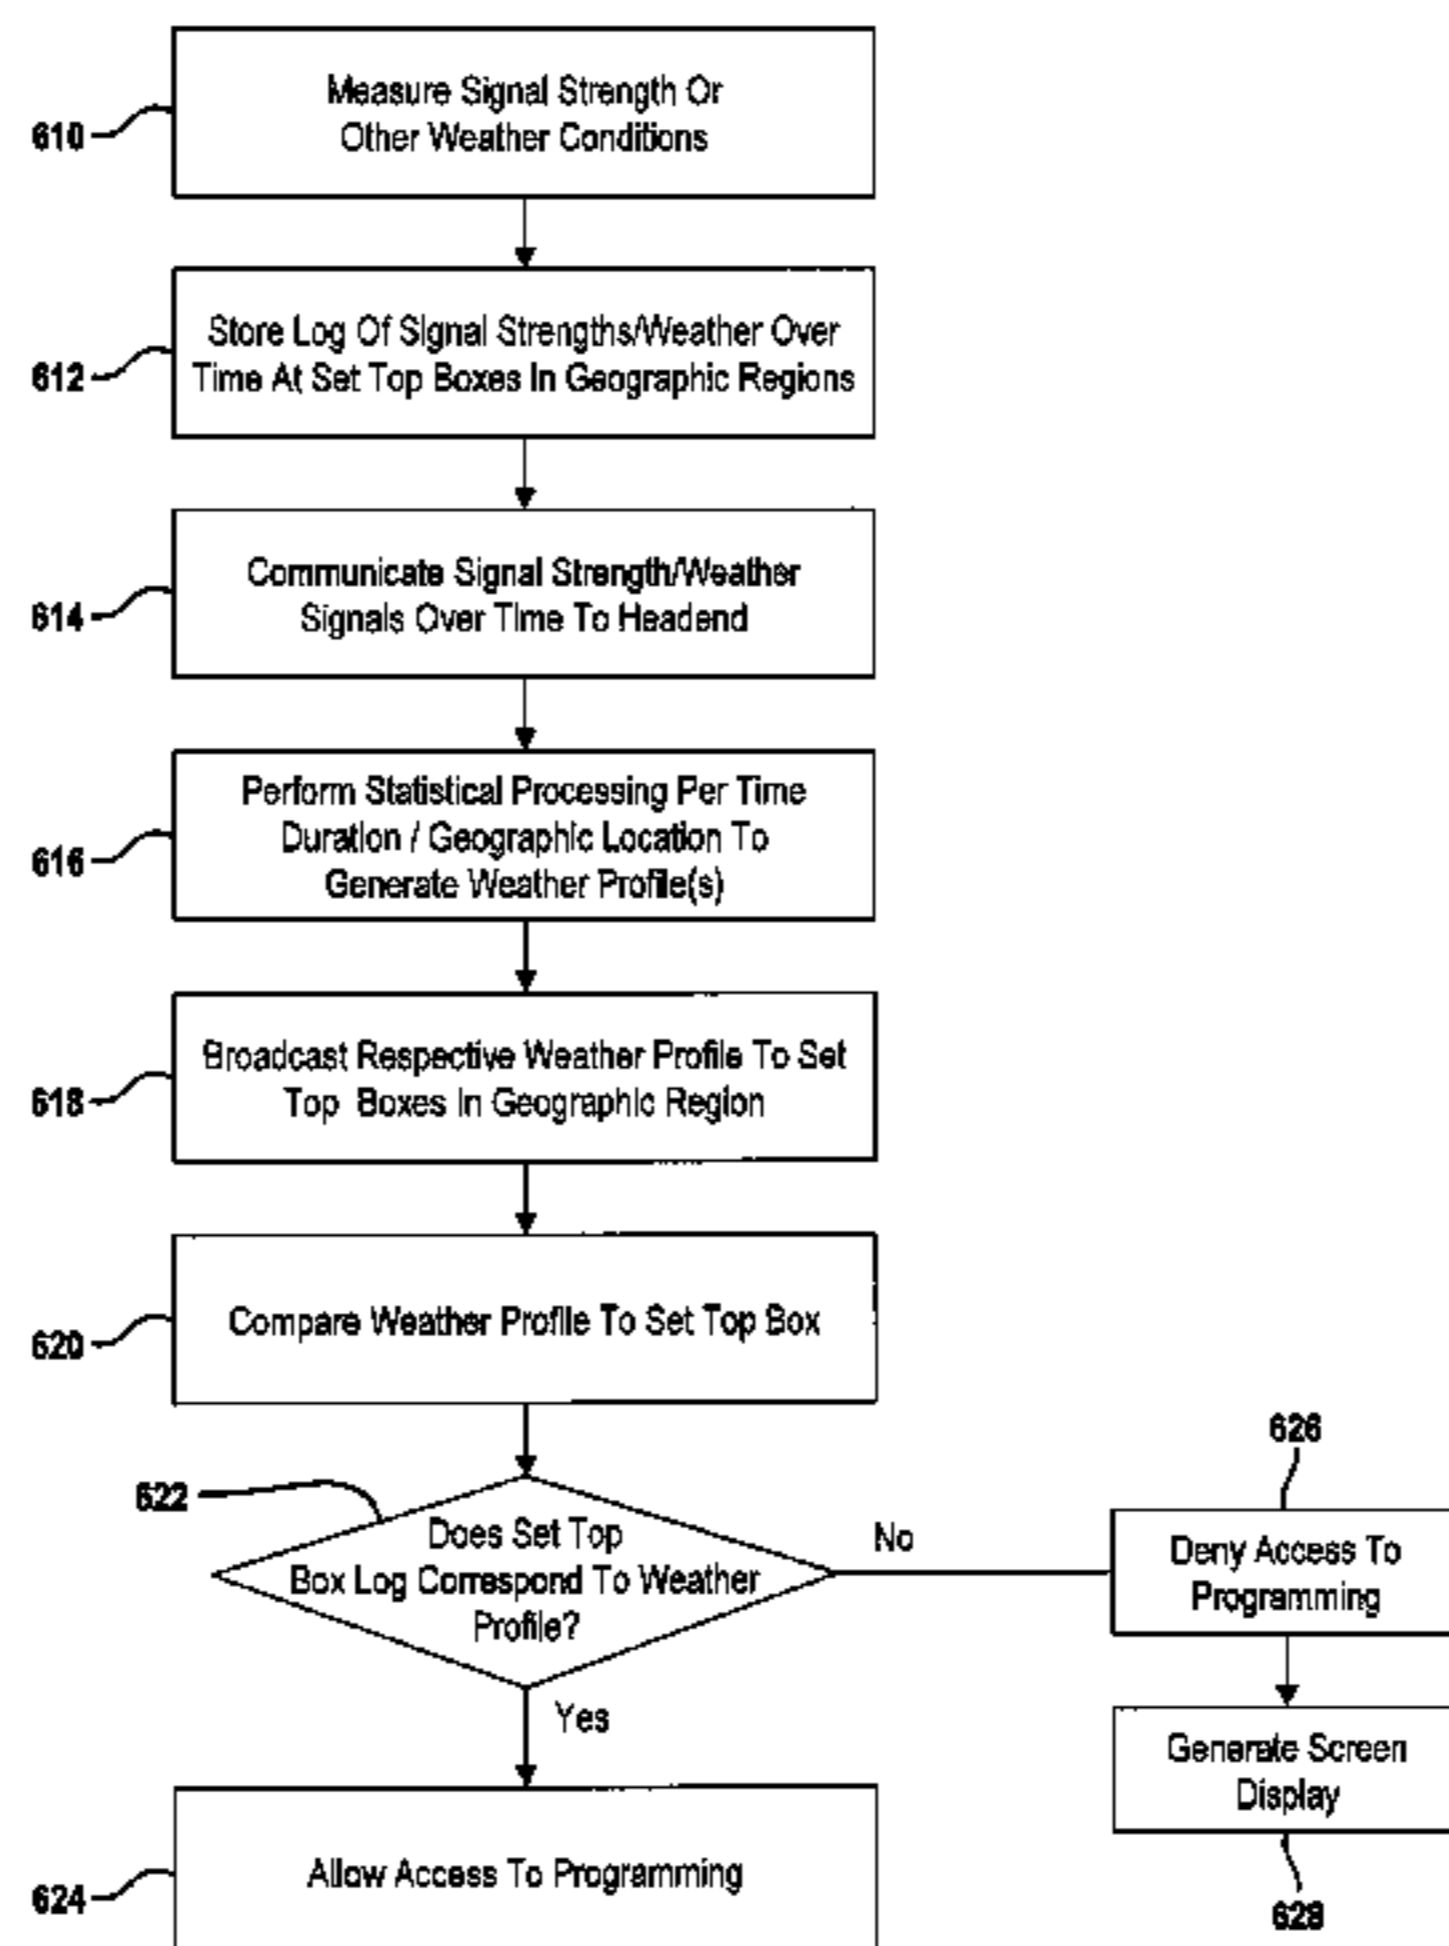 Measure Signal Strength Or
Other Weather Conditions
610
Store Log Of Signal Strengths/Weather Over
Time At Set Top Boxes In Geographic Regions
612
Communicate Signal Strength/Weather
Signals Over Time To Headend
614
Perform Statistical Processing Per Time
Duration / Geographic Location To
Generate Weather Profile(s)
616
Broadcast Respective Weather Profile To Set
Top Boxes In Geographic Region
618
Compare Weather Profile To Set Top Box
620
622
Does Set Top
Box Log Correspond To Weather
Profile?
No
626
Deny Access To
Programming
Yes
Generate Screen
Display
628
Allow Access To Programming
624